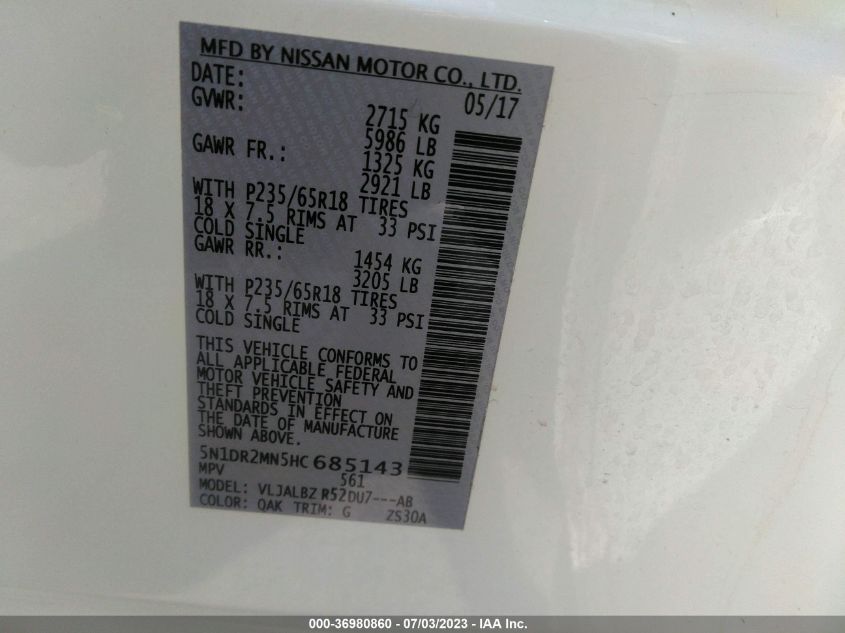 MFD BY NISSAN MOTOR CO., LTD.
DATE: 05/17
GVWR: 2715 KG
5986 LB
GAWR FR.: 1325 KG
2921 LB
WITH P235/65R18 TIRES
18 X 7.5 RIMS AT 33 PSI
COLD SINGLE
GAWR RR.: 1454 KG
3205 LB
WITH P235/65R18 TIRES
18 X 7.5 RIMS AT 33 PSI
COLD SINGLE
THIS VEHICLE CONFORMS TO
ALL APPLICABLE FEDERAL
MOTOR VEHICLE SAFETY AND
THEFT PREVENTION
STANDARDS IN EFFECT ON
THE DATE OF MANUFACTURE
SHOWN ABOVE.
5N1DR2MN5HC685143
MPV 561
MODEL: VLJALBZ R52DU7---AB
COLOR: QAK TRIM: G ZS30A
000-36980860 - 07/03/2023 - IAA Inc.